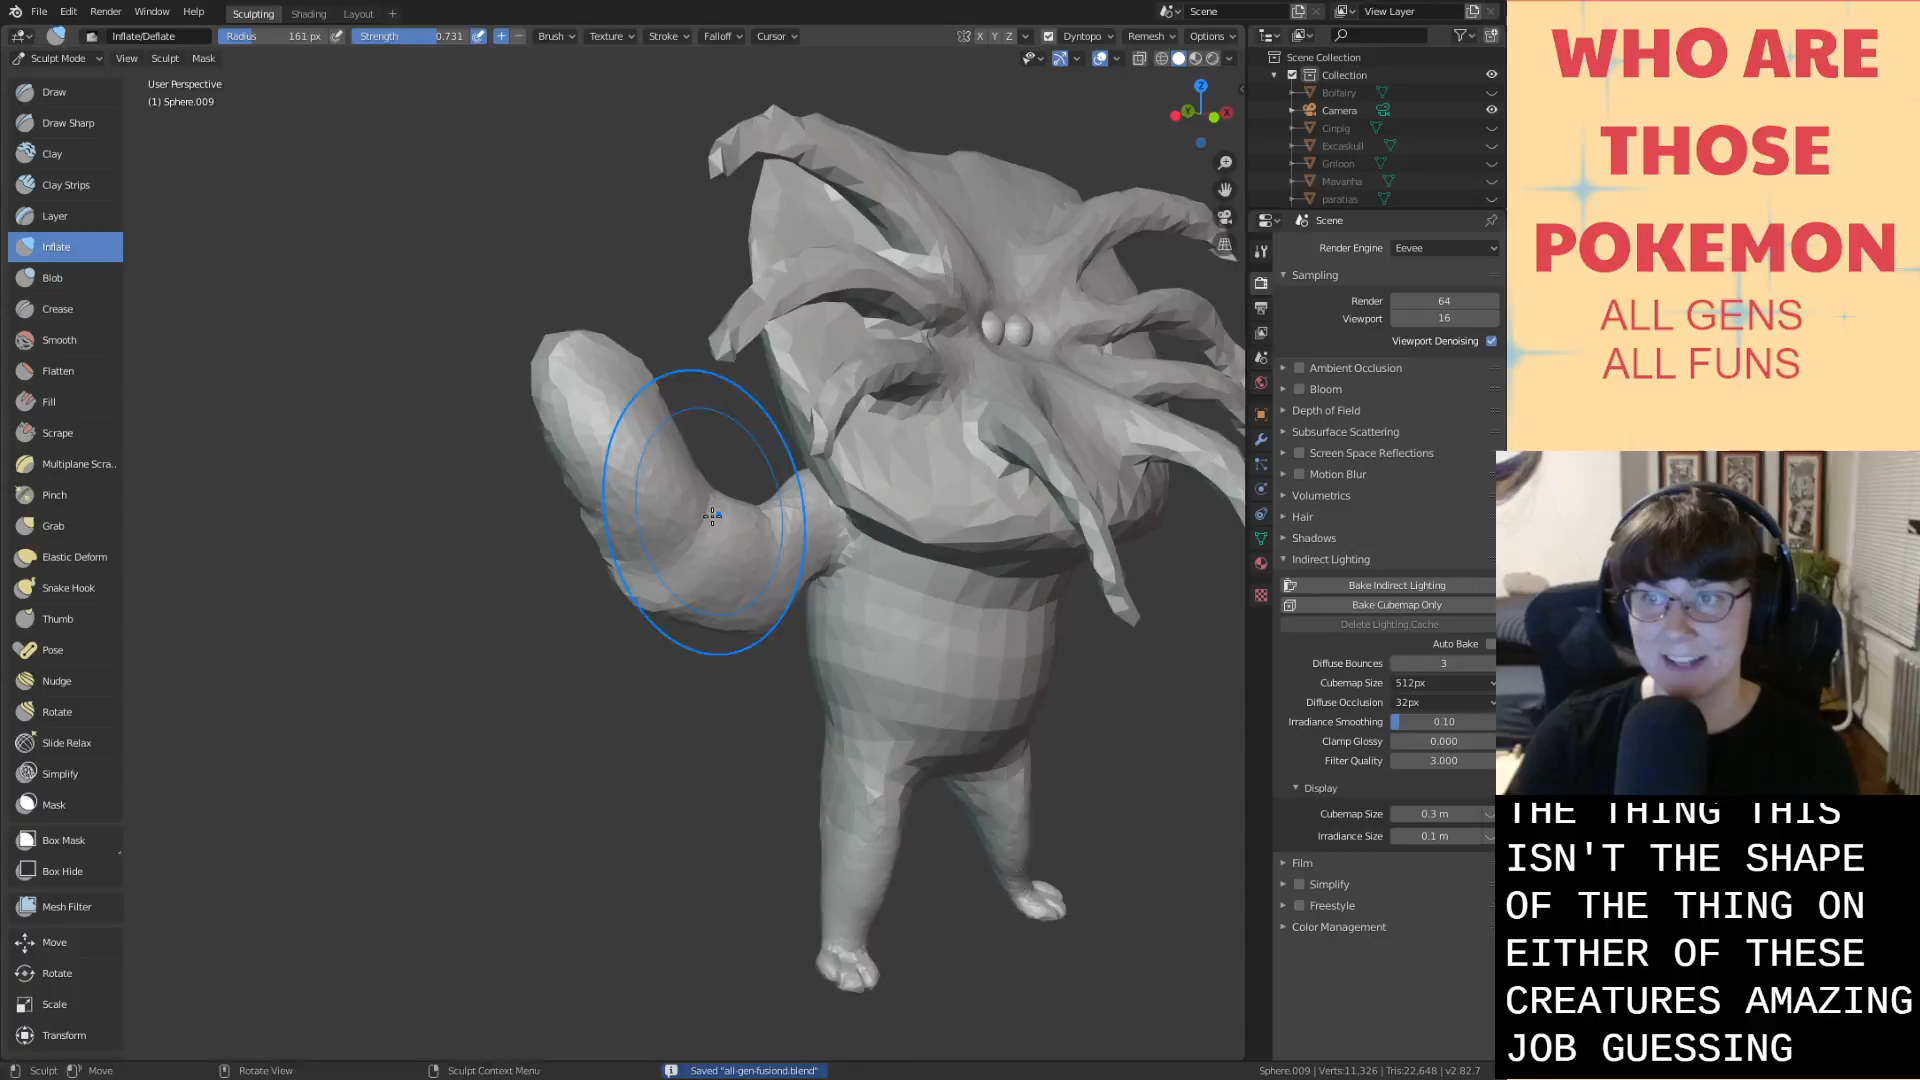 File Edit Render Window Help
Sculpting Shading Layout
Scene
View Layer
Inflate/Deflate
Radius 161 px
Strength 0.731
Brush Texture Stroke Falloff Cursor
X Y Z
Dyntopo Remesh Options
Sculpt Mode View Sculpt Mask
User Perspective
(1) Sphere.009
Draw
Draw Sharp
Clay
Clay Strips
Layer
Inflate
Blob
Crease
Smooth
Flatten
Fill
Scrape
Multiplane Scra..
Pinch
Grab
Elastic Deform
Snake Hook
Thumb
Pose
Nudge
Rotate
Slide Relax
Simplify
Mask
Box Mask
Box Hide
Mesh Filter
Move
Rotate
Scale
Transform
Z
Y
X
Scene Collection
Collection
Bolfairy
Camera
Cinpig
Excaskull
Griloon
Mavanha
paratias
Scene
Render Engine Eevee
Sampling
Render 64
Viewport 16
Viewport Denoising
Ambient Occlusion
Bloom
Depth of Field
Subsurface Scattering
Screen Space Reflections
Motion Blur
Volumetrics
Hair
Shadows
Indirect Lighting
Bake Indirect Lighting
Bake Cubemap Only
Delete Lighting Cache
Auto Bake
Diffuse Bounces 3
Cubemap Size 512px
Diffuse Occlusion 32px
Irradiance Smoothing 0.10
Clamp Glossy 0.000
Filter Quality 3.000
Display
Cubemap Size 0.3 m
Irradiance Size 0.1 m
Film
Simplify
Freestyle
Color Management
WHO ARE
THOSE
POKEMON
ALL GENS
ALL FUNS
THE THING THIS
ISN'T THE SHAPE
OF THE THING ON
EITHER OF THESE
CREATURES AMAZING
JOB GUESSING
Sculpt Move Rotate View Sculpt Context Menu
Saved "all-gen-fusiond.blend"
Sphere.009 | Verts:11,326 | Tris:22,648 | v2.82.7